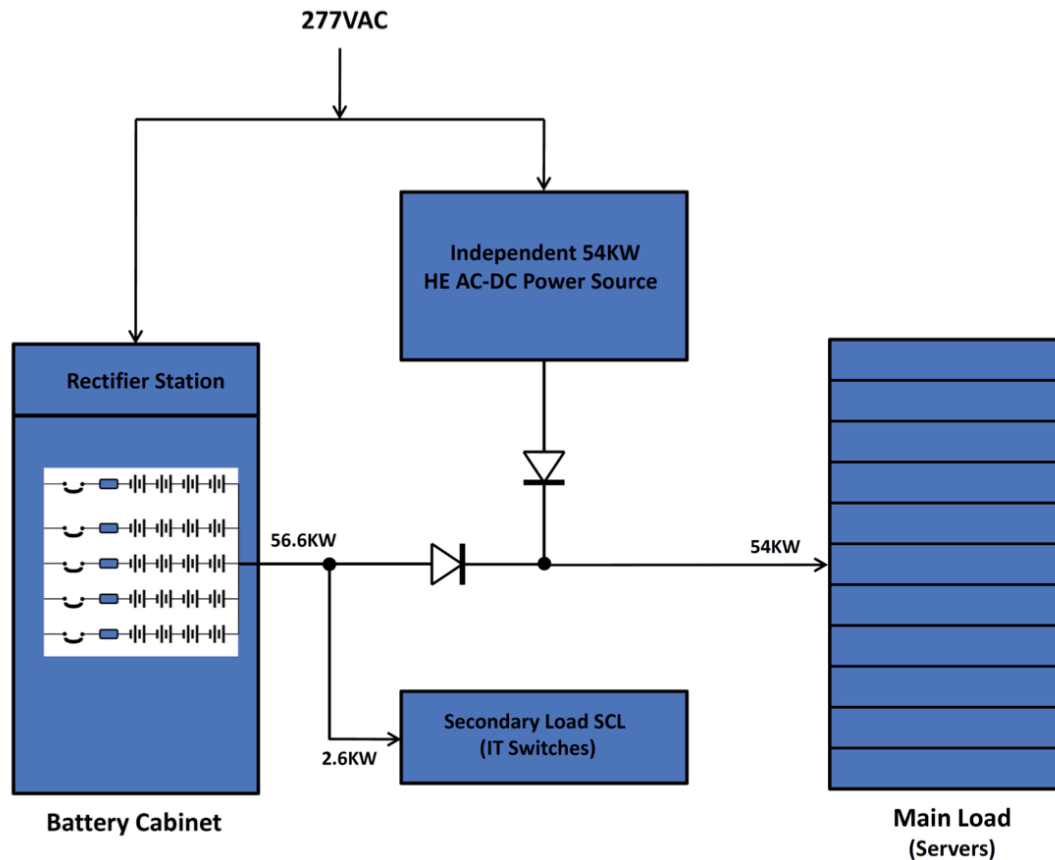 277VAC
Independent 54KW
HE AC-DC Power Source
Rectifier Station
56.6KW
54KW
2.6KW
Secondary Load SCL
(IT Switches)
Battery Cabinet
Main Load
(Servers)